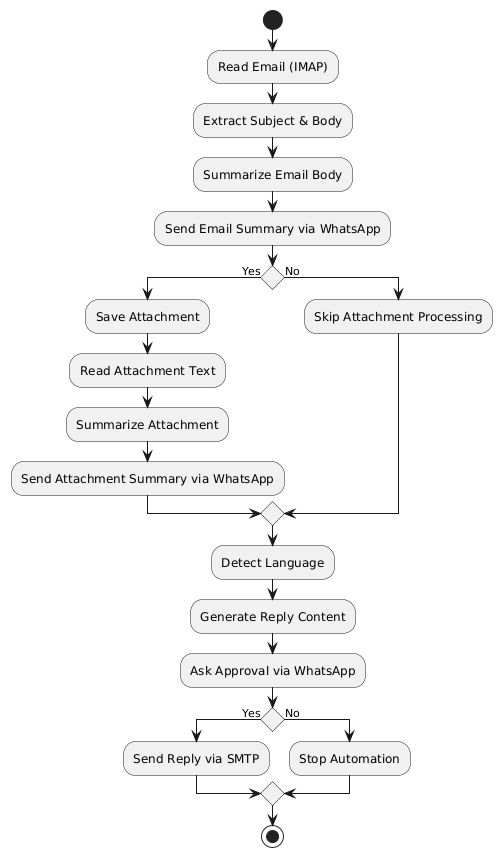 Read Email (IMAP)
Extract Subject & Body
Summarize Email Body
Send Email Summary via WhatsApp
Yes
No
Save Attachment
Skip Attachment Processing
Read Attachment Text
Summarize Attachment
Send Attachment Summary via WhatsApp
Detect Language
Generate Reply Content
Ask Approval via WhatsApp
Yes
No
Send Reply via SMTP
Stop Automation